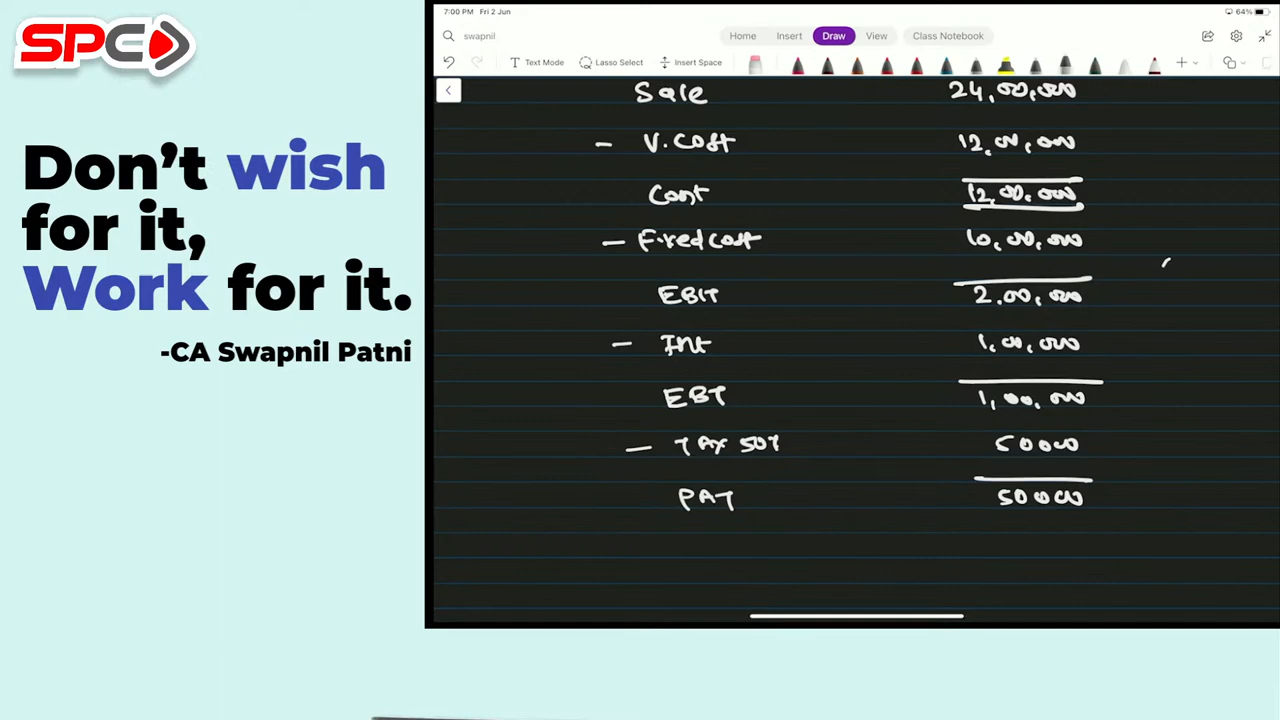 SPC
Don't wish
for it,
Work for it.
-CA Swapnil Patni
7:00 PM Fri 2 Jun
64%
swapnil
Home Insert Draw View Class Notebook
Text Mode Lasso Select Insert Space
Sale 24,00,000
- V. Cost 12,00,000
Cont 12,00,000
- Fixed Cost 10,00,000
EBIT 2,00,000
- Int 1,00,000
EBT 1,00,000
- TAX 50% 50000
PAT 50000